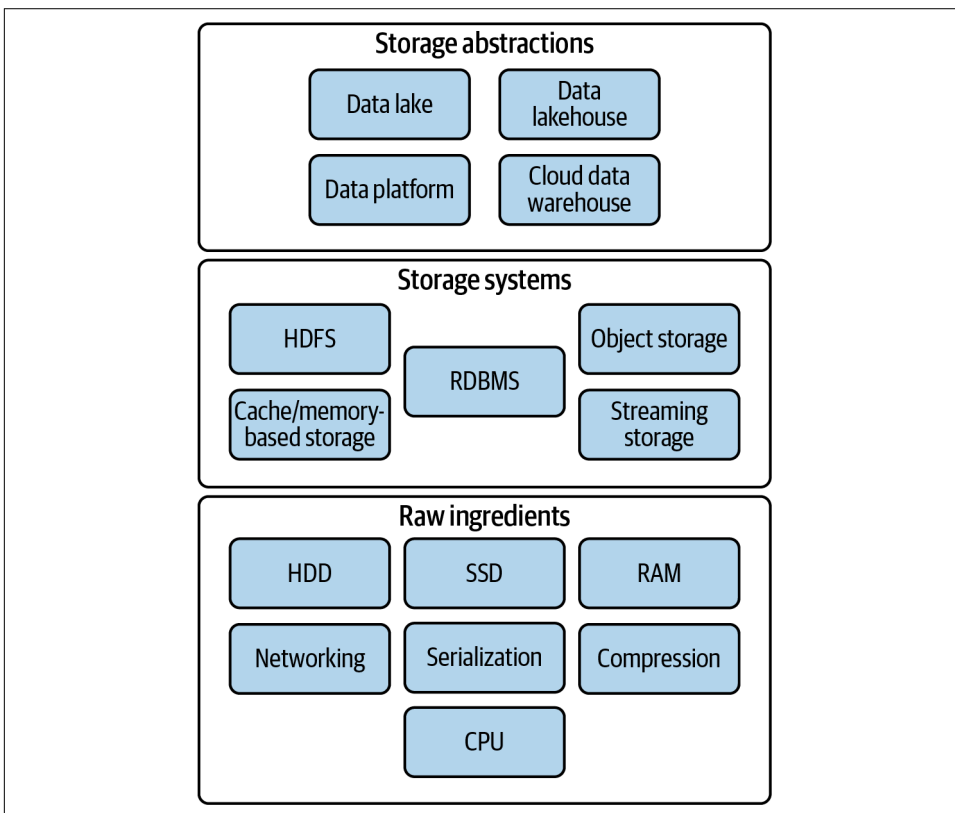 Storage abstractions
Data lake
Data
lakehouse
Data platform
Cloud data
warehouse
Storage systems
HDFS
RDBMS
Object storage
Cache/memory-
based storage
Streaming
storage
Raw ingredients
HDD
SSD
RAM
Networking
Serialization
Compression
CPU